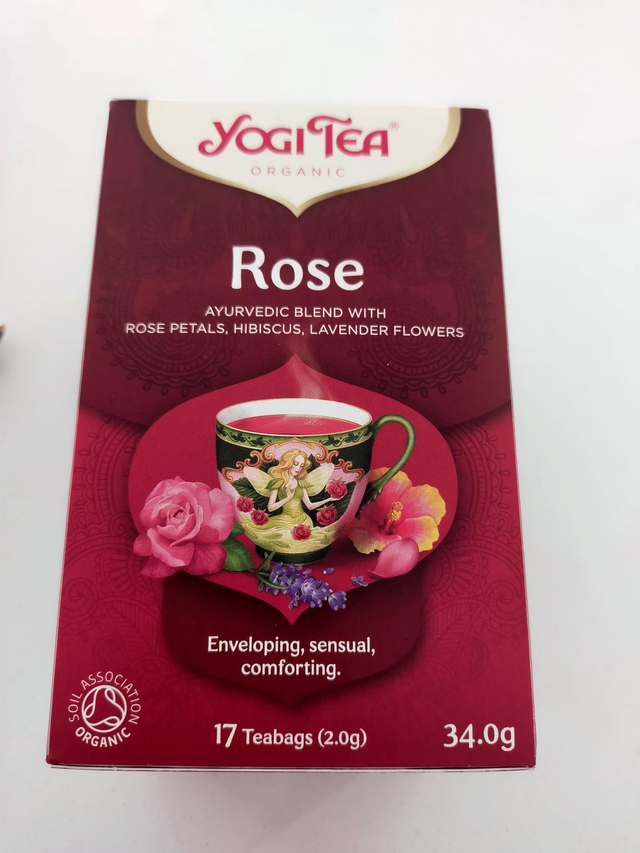 YOGI TEA®
ORGANIC
Rose
AYURVEDIC BLEND WITH
ROSE PETALS, HIBISCUS, LAVENDER FLOWERS
Enveloping, sensual,
comforting.
SOIL ASSOCIATION
ORGANIC
17 Teabags (2.0g)
34.0g